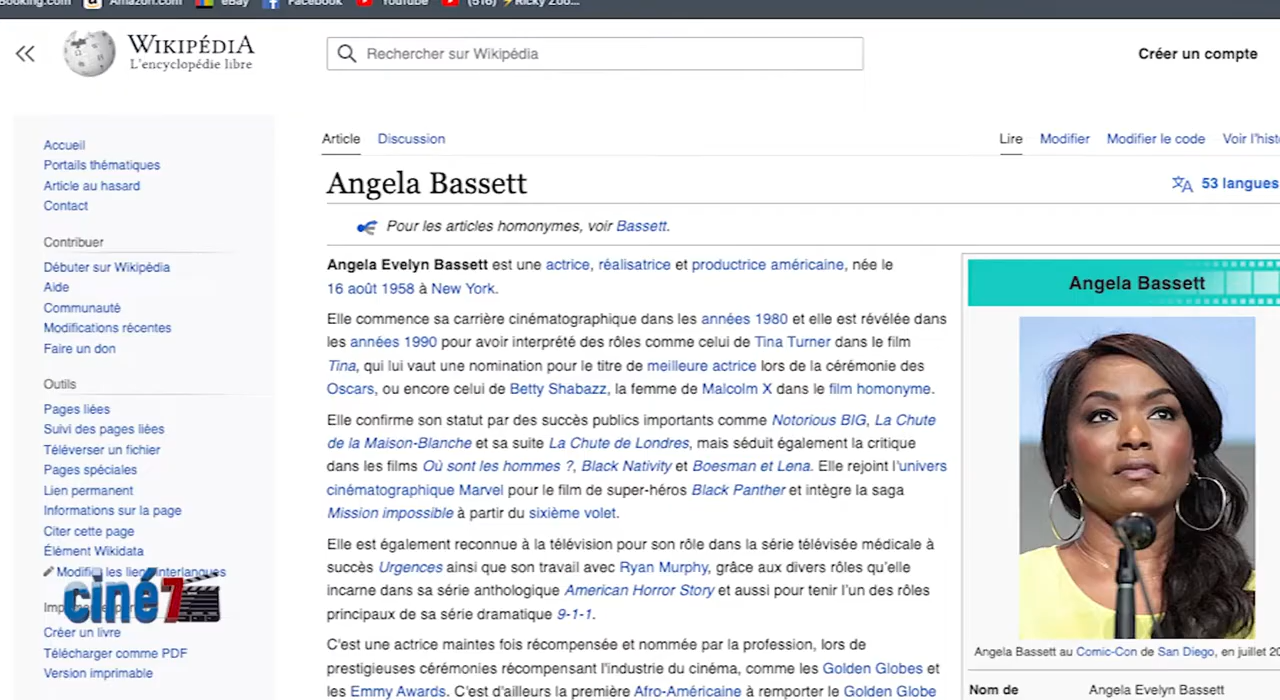 Booking.com Amazon.com eBay Facebook YouTube (516) ⚡Ricky Zoo...
WIKIPÉDIA
L'encyclopédie libre
Rechercher sur Wikipédia
Créer un compte
Accueil
Portails thématiques
Article au hasard
Contact
Contribuer
Débuter sur Wikipédia
Aide
Communauté
Modifications récentes
Faire un don
Outils
Pages liées
Suivi des pages liées
Téléverser un fichier
Pages spéciales
Lien permanent
Informations sur la page
Citer cette page
Élément Wikidata
Modifier les liens interlangues
ciné7
Créer un livre
Télécharger comme PDF
Version imprimable
Article Discussion
Lire Modifier Modifier le code Voir l'histo
Angela Bassett
53 langues
Pour les articles homonymes, voir Bassett.
Angela Evelyn Bassett est une actrice, réalisatrice et productrice américaine, née le
16 août 1958 à New York.
Elle commence sa carrière cinématographique dans les années 1980 et elle est révélée dans
les années 1990 pour avoir interprété des rôles comme celui de Tina Turner dans le film
Tina, qui lui vaut une nomination pour le titre de meilleure actrice lors de la cérémonie des
Oscars, ou encore celui de Betty Shabazz, la femme de Malcolm X dans le film homonyme.
Elle confirme son statut par des succès publics importants comme Notorious BIG, La Chute
de la Maison-Blanche et sa suite La Chute de Londres, mais séduit également la critique
dans les films Où sont les hommes ?, Black Nativity et Boesman et Lena. Elle rejoint l'univers
cinématographique Marvel pour le film de super-héros Black Panther et intègre la saga
Mission impossible à partir du sixième volet.
Elle est également reconnue à la télévision pour son rôle dans la série télévisée médicale à
succès Urgences ainsi que son travail avec Ryan Murphy, grâce aux divers rôles qu'elle
incarne dans sa série anthologique American Horror Story et aussi pour tenir l'un des rôles
principaux de sa série dramatique 9-1-1.
C'est une actrice maintes fois récompensée et nommée par la profession, lors de
prestigieuses cérémonies récompensant l'industrie du cinéma, comme les Golden Globes et
les Emmy Awards. C'est d'ailleurs la première Afro-Américaine à remporter le Golden Globe
Angela Bassett
Angela Bassett au Comic-Con de San Diego, en juillet 20
Nom de Angela Evelyn Bassett